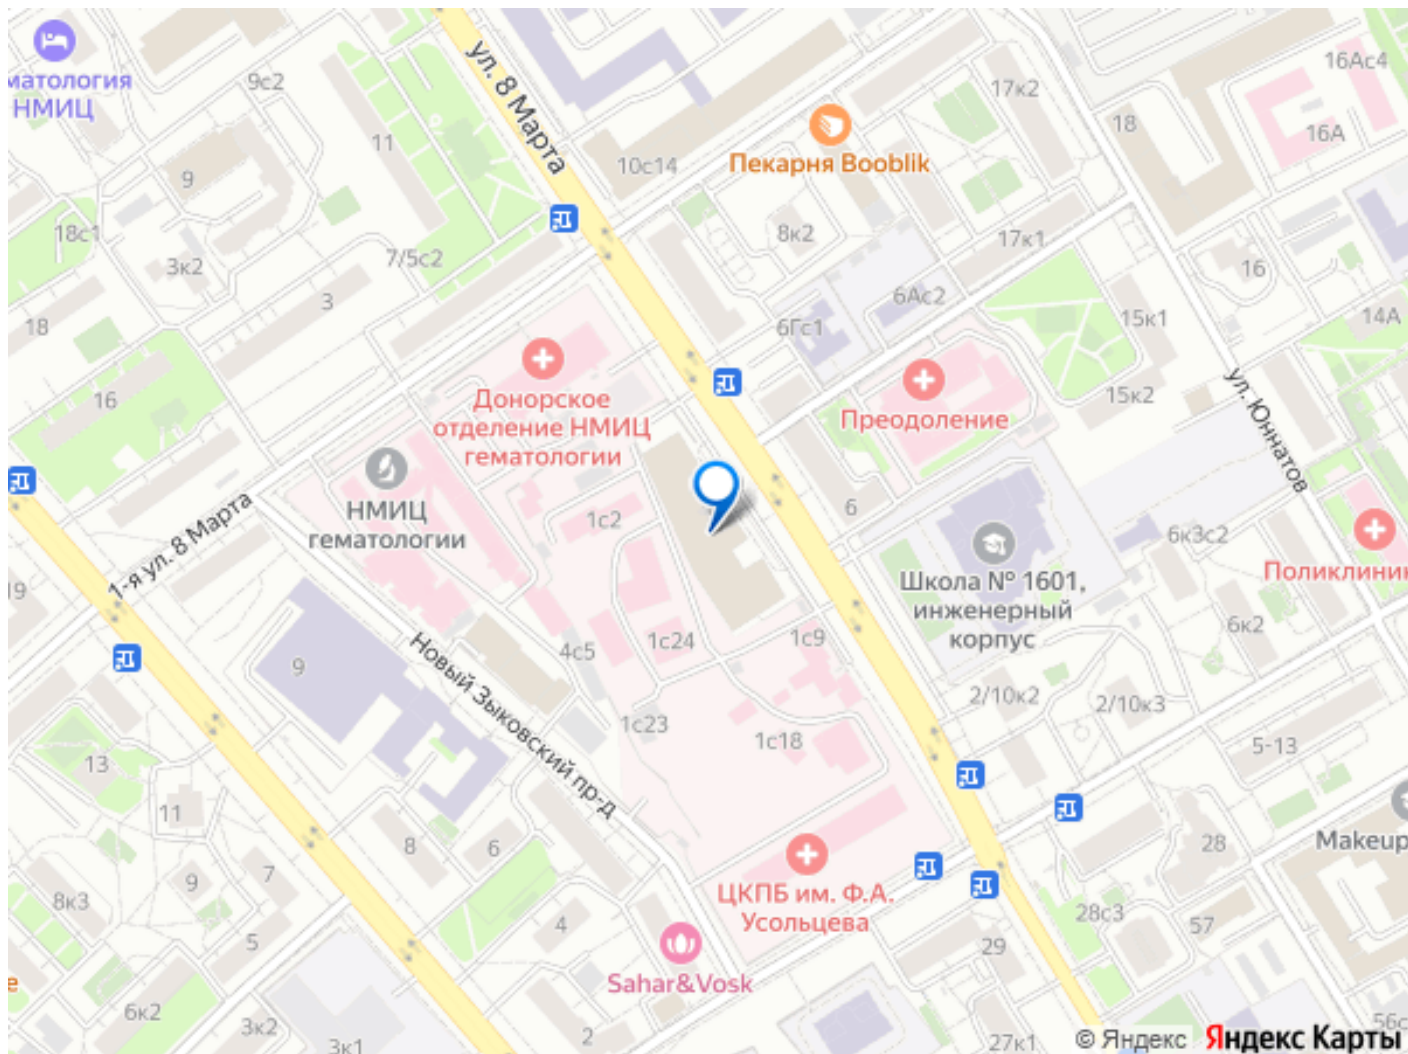 матология
НМИЦ
9с2
ул. 8 Марта
17к2
16Ас4
18
16А
11
10с14
Пекарня Booblik
9
18с1
3к2
7/5с2
8к2
17к1
16
3
6Ас2
18
6Гс1
15к1
14А
16
Донорское
отделение НМИЦ
гематологии
Преодоление
15к2
ул. Юннатов
НМИЦ
гематологии
1с2
6
1-я ул. 8 Марта
6к3с2
Школа № 1601,
инженерный
корпус
Поликлиник
19
6к2
Новый Зыковский пр-д
4с5
1с24
1с9
9
2/10к2
2/10к3
1с23
1с18
5-13
13
11
8
6
28
Makeup
ЦКПБ им. Ф.А.
Усольцева
9
7
8к3
28с3
57
4
5
29
Sahar&Vosk
е
6к2
3к2
3к1
2
27к1
56с
© Яндекс
Яндекс Карты